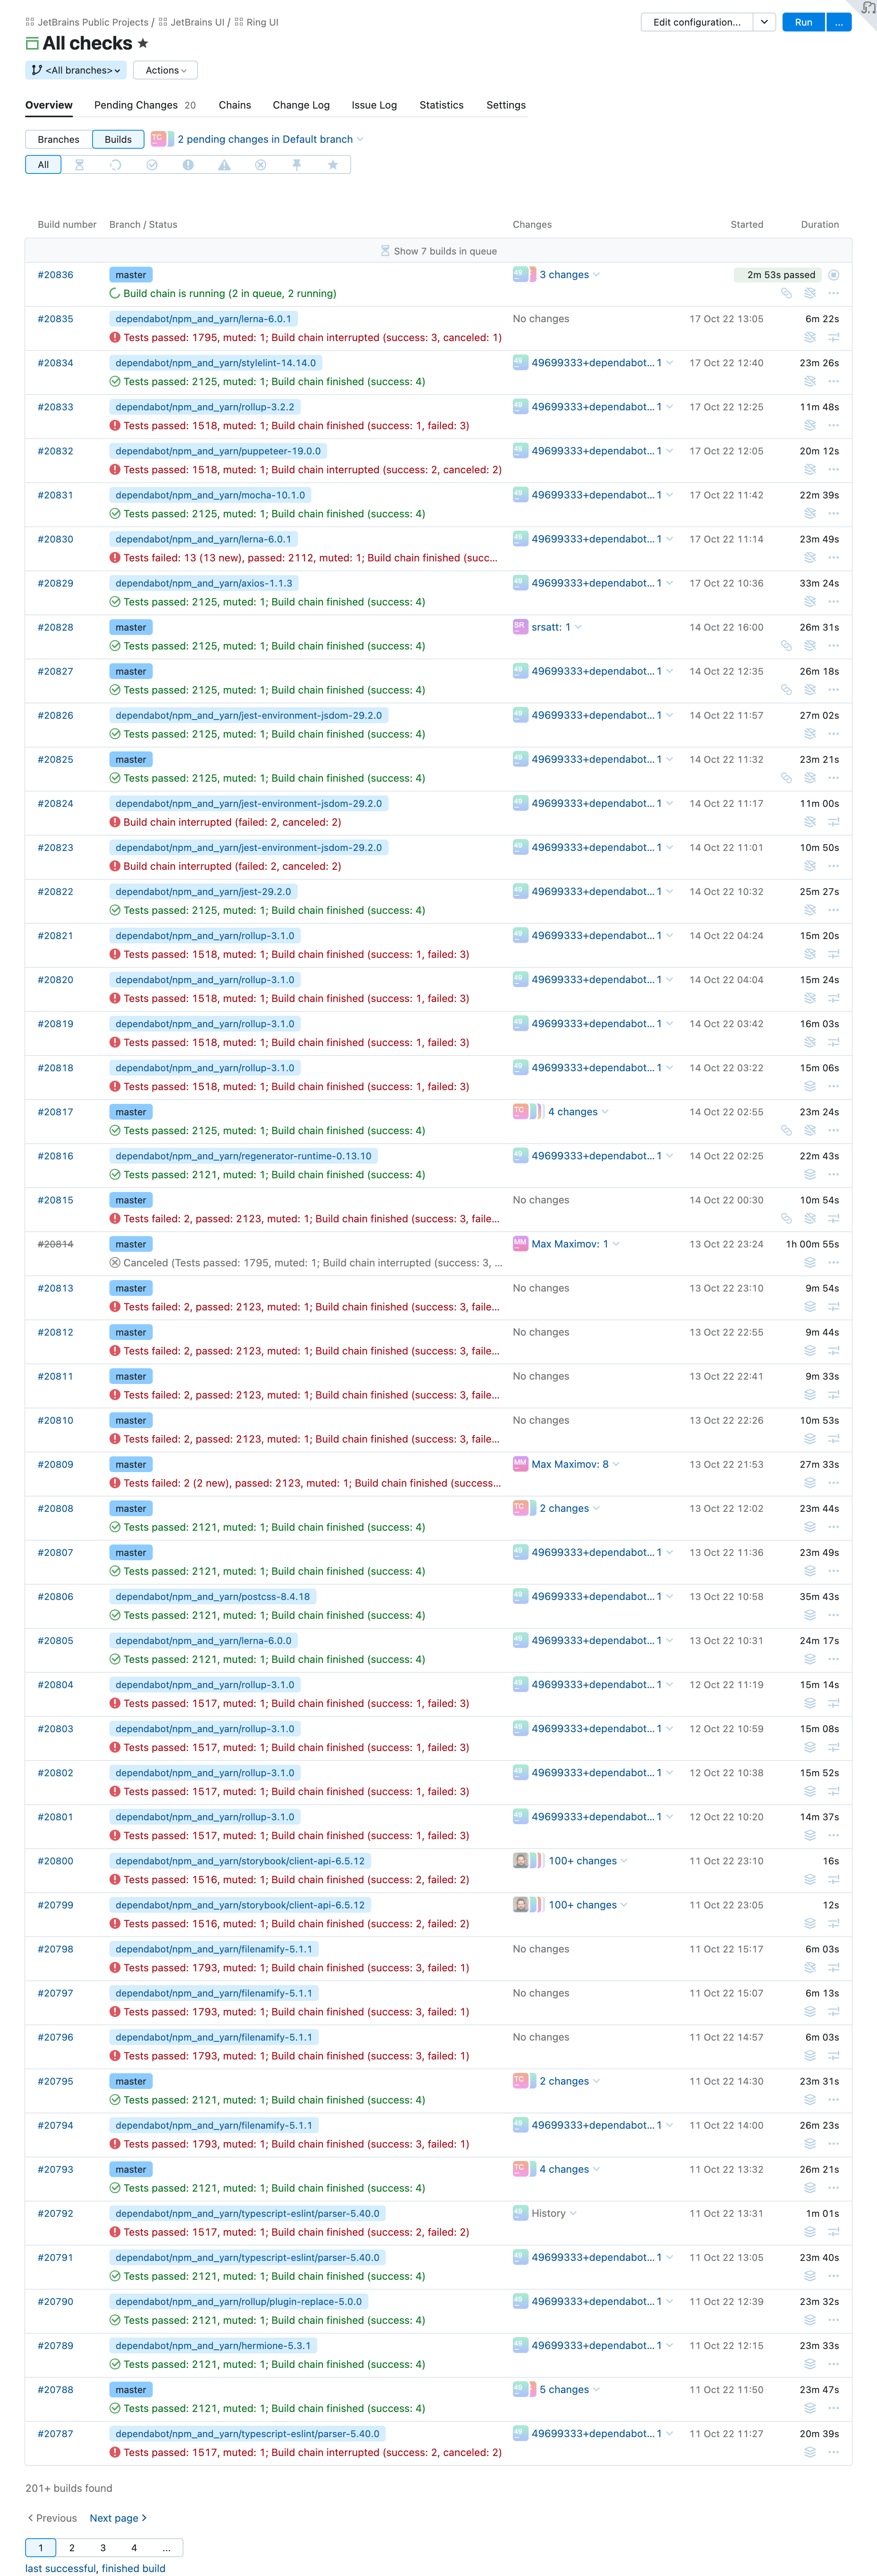 JetBrains Public Projects / JetBrains UI / Ring UI
Edit configuration...
Run
...
All checks
<All branches>
Actions
Overview Pending Changes 20 Chains Change Log Issue Log Statistics Settings
Branches Builds TC 2 pending changes in Default branch
All
Build number Branch / Status Changes Started Duration
Show 7 builds in queue
#20836 master 49 3 changes 2m 53s passed
Build chain is running (2 in queue, 2 running)
#20835 dependabot/npm_and_yarn/lerna-6.0.1 No changes 17 Oct 22 13:05 6m 22s
Tests passed: 1795, muted: 1; Build chain interrupted (success: 3, canceled: 1)
#20834 dependabot/npm_and_yarn/stylelint-14.14.0 49 49699333+dependabot... 1 17 Oct 22 12:40 23m 26s
Tests passed: 2125, muted: 1; Build chain finished (success: 4)
#20833 dependabot/npm_and_yarn/rollup-3.2.2 49 49699333+dependabot... 1 17 Oct 22 12:25 11m 48s
Tests passed: 1518, muted: 1; Build chain finished (success: 1, failed: 3)
#20832 dependabot/npm_and_yarn/puppeteer-19.0.0 49 49699333+dependabot... 1 17 Oct 22 12:05 20m 12s
Tests passed: 1518, muted: 1; Build chain interrupted (success: 2, canceled: 2)
#20831 dependabot/npm_and_yarn/mocha-10.1.0 49 49699333+dependabot... 1 17 Oct 22 11:42 22m 39s
Tests passed: 2125, muted: 1; Build chain finished (success: 4)
#20830 dependabot/npm_and_yarn/lerna-6.0.1 49 49699333+dependabot... 1 17 Oct 22 11:14 23m 49s
Tests failed: 13 (13 new), passed: 2112, muted: 1; Build chain finished (succ...
#20829 dependabot/npm_and_yarn/axios-1.1.3 49 49699333+dependabot... 1 17 Oct 22 10:36 33m 24s
Tests passed: 2125, muted: 1; Build chain finished (success: 4)
#20828 master SR srsatt: 1 14 Oct 22 16:00 26m 31s
Tests passed: 2125, muted: 1; Build chain finished (success: 4)
#20827 master 49 49699333+dependabot... 1 14 Oct 22 12:35 26m 18s
Tests passed: 2125, muted: 1; Build chain finished (success: 4)
#20826 dependabot/npm_and_yarn/jest-environment-jsdom-29.2.0 49 49699333+dependabot... 1 14 Oct 22 11:57 27m 02s
Tests passed: 2125, muted: 1; Build chain finished (success: 4)
#20825 master 49 49699333+dependabot... 1 14 Oct 22 11:32 23m 21s
Tests passed: 2125, muted: 1; Build chain finished (success: 4)
#20824 dependabot/npm_and_yarn/jest-environment-jsdom-29.2.0 49 49699333+dependabot... 1 14 Oct 22 11:17 11m 00s
Build chain interrupted (failed: 2, canceled: 2)
#20823 dependabot/npm_and_yarn/jest-environment-jsdom-29.2.0 49 49699333+dependabot... 1 14 Oct 22 11:01 10m 50s
Build chain interrupted (failed: 2, canceled: 2)
#20822 dependabot/npm_and_yarn/jest-29.2.0 49 49699333+dependabot... 1 14 Oct 22 10:32 25m 27s
Tests passed: 2125, muted: 1; Build chain finished (success: 4)
#20821 dependabot/npm_and_yarn/rollup-3.1.0 49 49699333+dependabot... 1 14 Oct 22 04:24 15m 20s
Tests passed: 1518, muted: 1; Build chain finished (success: 1, failed: 3)
#20820 dependabot/npm_and_yarn/rollup-3.1.0 49 49699333+dependabot... 1 14 Oct 22 04:04 15m 24s
Tests passed: 1518, muted: 1; Build chain finished (success: 1, failed: 3)
#20819 dependabot/npm_and_yarn/rollup-3.1.0 49 49699333+dependabot... 1 14 Oct 22 03:42 16m 03s
Tests passed: 1518, muted: 1; Build chain finished (success: 1, failed: 3)
#20818 dependabot/npm_and_yarn/rollup-3.1.0 49 49699333+dependabot... 1 14 Oct 22 03:22 15m 06s
Tests passed: 1518, muted: 1; Build chain finished (success: 1, failed: 3)
#20817 master TC 4 changes 14 Oct 22 02:55 23m 24s
Tests passed: 2125, muted: 1; Build chain finished (success: 4)
#20816 dependabot/npm_and_yarn/regenerator-runtime-0.13.10 49 49699333+dependabot... 1 14 Oct 22 02:25 22m 43s
Tests passed: 2121, muted: 1; Build chain finished (success: 4)
#20815 master No changes 14 Oct 22 00:30 10m 54s
Tests failed: 2, passed: 2123, muted: 1; Build chain finished (success: 3, faile...
#20814 master MM Max Maximov: 1 13 Oct 22 23:24 1h 00m 55s
Canceled (Tests passed: 1795, muted: 1; Build chain interrupted (success: 3, ...
#20813 master No changes 13 Oct 22 23:10 9m 54s
Tests failed: 2, passed: 2123, muted: 1; Build chain finished (success: 3, faile...
#20812 master No changes 13 Oct 22 22:55 9m 44s
Tests failed: 2, passed: 2123, muted: 1; Build chain finished (success: 3, faile...
#20811 master No changes 13 Oct 22 22:41 9m 33s
Tests failed: 2, passed: 2123, muted: 1; Build chain finished (success: 3, faile...
#20810 master No changes 13 Oct 22 22:26 10m 53s
Tests failed: 2, passed: 2123, muted: 1; Build chain finished (success: 3, faile...
#20809 master MM Max Maximov: 8 13 Oct 22 21:53 27m 33s
Tests failed: 2 (2 new), passed: 2123, muted: 1; Build chain finished (success...
#20808 master TC 2 changes 13 Oct 22 12:02 23m 44s
Tests passed: 2121, muted: 1; Build chain finished (success: 4)
#20807 master 49 49699333+dependabot... 1 13 Oct 22 11:36 23m 49s
Tests passed: 2121, muted: 1; Build chain finished (success: 4)
#20806 dependabot/npm_and_yarn/postcss-8.4.18 49 49699333+dependabot... 1 13 Oct 22 10:58 35m 43s
Tests passed: 2121, muted: 1; Build chain finished (success: 4)
#20805 dependabot/npm_and_yarn/lerna-6.0.0 49 49699333+dependabot... 1 13 Oct 22 10:31 24m 17s
Tests passed: 2121, muted: 1; Build chain finished (success: 4)
#20804 dependabot/npm_and_yarn/rollup-3.1.0 49 49699333+dependabot... 1 12 Oct 22 11:19 15m 14s
Tests passed: 1517, muted: 1; Build chain finished (success: 1, failed: 3)
#20803 dependabot/npm_and_yarn/rollup-3.1.0 49 49699333+dependabot... 1 12 Oct 22 10:59 15m 08s
Tests passed: 1517, muted: 1; Build chain finished (success: 1, failed: 3)
#20802 dependabot/npm_and_yarn/rollup-3.1.0 49 49699333+dependabot... 1 12 Oct 22 10:38 15m 52s
Tests passed: 1517, muted: 1; Build chain finished (success: 1, failed: 3)
#20801 dependabot/npm_and_yarn/rollup-3.1.0 49 49699333+dependabot... 1 12 Oct 22 10:20 14m 37s
Tests passed: 1517, muted: 1; Build chain finished (success: 1, failed: 3)
#20800 dependabot/npm_and_yarn/storybook/client-api-6.5.12 100+ changes 11 Oct 22 23:10 16s
Tests passed: 1516, muted: 1; Build chain finished (success: 2, failed: 2)
#20799 dependabot/npm_and_yarn/storybook/client-api-6.5.12 100+ changes 11 Oct 22 23:05 12s
Tests passed: 1516, muted: 1; Build chain finished (success: 2, failed: 2)
#20798 dependabot/npm_and_yarn/filenamify-5.1.1 No changes 11 Oct 22 15:17 6m 03s
Tests passed: 1793, muted: 1; Build chain finished (success: 3, failed: 1)
#20797 dependabot/npm_and_yarn/filenamify-5.1.1 No changes 11 Oct 22 15:07 6m 13s
Tests passed: 1793, muted: 1; Build chain finished (success: 3, failed: 1)
#20796 dependabot/npm_and_yarn/filenamify-5.1.1 No changes 11 Oct 22 14:57 6m 03s
Tests passed: 1793, muted: 1; Build chain finished (success: 3, failed: 1)
#20795 master TC 2 changes 11 Oct 22 14:30 23m 31s
Tests passed: 2121, muted: 1; Build chain finished (success: 4)
#20794 dependabot/npm_and_yarn/filenamify-5.1.1 49 49699333+dependabot... 1 11 Oct 22 14:00 26m 23s
Tests passed: 1793, muted: 1; Build chain finished (success: 3, failed: 1)
#20793 master TC 4 changes 11 Oct 22 13:32 26m 21s
Tests passed: 2121, muted: 1; Build chain finished (success: 4)
#20792 dependabot/npm_and_yarn/typescript-eslint/parser-5.40.0 49 History 11 Oct 22 13:31 1m 01s
Tests passed: 1517, muted: 1; Build chain finished (success: 2, failed: 2)
#20791 dependabot/npm_and_yarn/typescript-eslint/parser-5.40.0 49 49699333+dependabot... 1 11 Oct 22 13:05 23m 40s
Tests passed: 2121, muted: 1; Build chain finished (success: 4)
#20790 dependabot/npm_and_yarn/rollup/plugin-replace-5.0.0 49 49699333+dependabot... 1 11 Oct 22 12:39 23m 32s
Tests passed: 2121, muted: 1; Build chain finished (success: 4)
#20789 dependabot/npm_and_yarn/hermione-5.3.1 49 49699333+dependabot... 1 11 Oct 22 12:15 23m 33s
Tests passed: 2121, muted: 1; Build chain finished (success: 4)
#20788 master 49 5 changes 11 Oct 22 11:50 23m 47s
Tests passed: 2121, muted: 1; Build chain finished (success: 4)
#20787 dependabot/npm_and_yarn/typescript-eslint/parser-5.40.0 49 49699333+dependabot... 1 11 Oct 22 11:27 20m 39s
Tests passed: 1517, muted: 1; Build chain interrupted (success: 2, canceled: 2)
201+ builds found
Previous Next page
1 2 3 4 ...
last successful, finished build